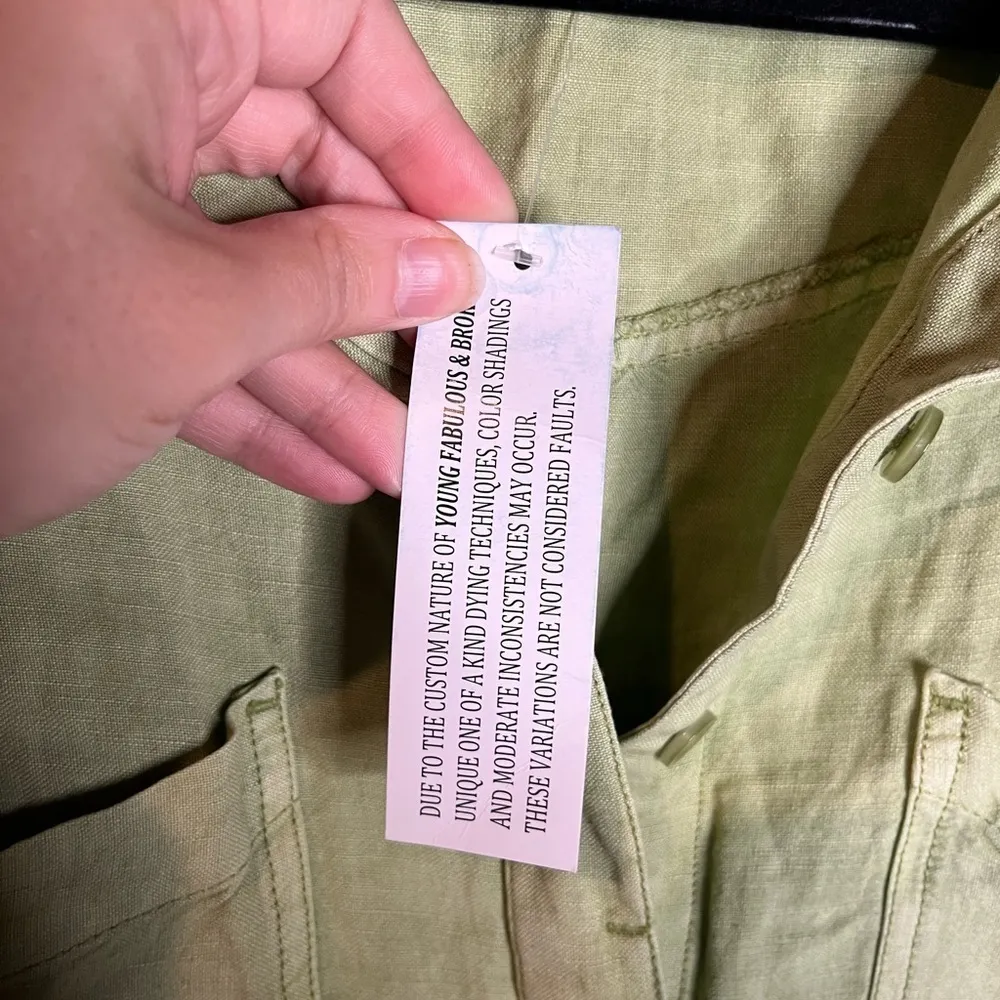 DUE TO THE CUSTOM NATURE OF YOUNG FABULOUS &
UNIQUE ONE OF A KIND DYING TECHNIQUES, COLOR SHADINGS
AND MODERATE INCONSISTENCIES MAY OCCUR.
THESE VARIATIONS ARE NOT CONSIDERED FAULTS.